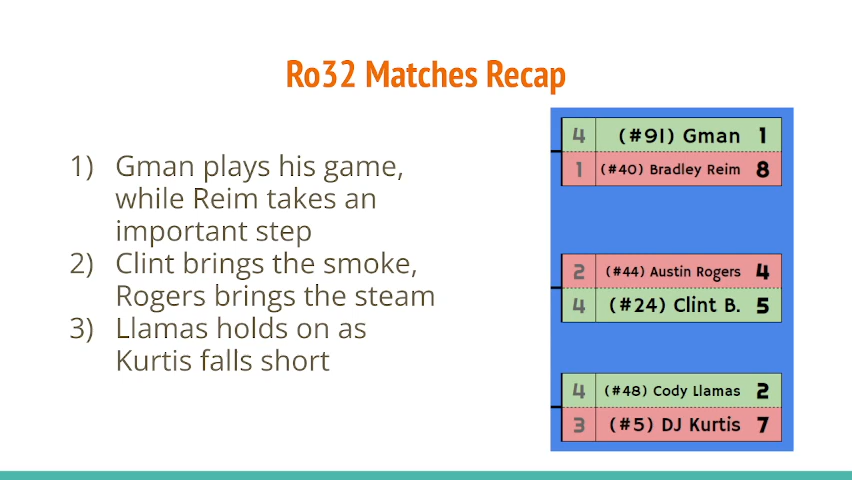 Ro32 Matches Recap
1) Gman plays his game,
while Reim takes an
important step
2) Clint brings the smoke,
Rogers brings the steam
3) Llamas holds on as
Kurtis falls short
4 (#91) Gman 1
1 (#40) Bradley Reim 8
2 (#44) Austin Rogers 4
4 (#24) Clint B. 5
4 (#48) Cody Llamas 2
3 (#5) DJ Kurtis 7